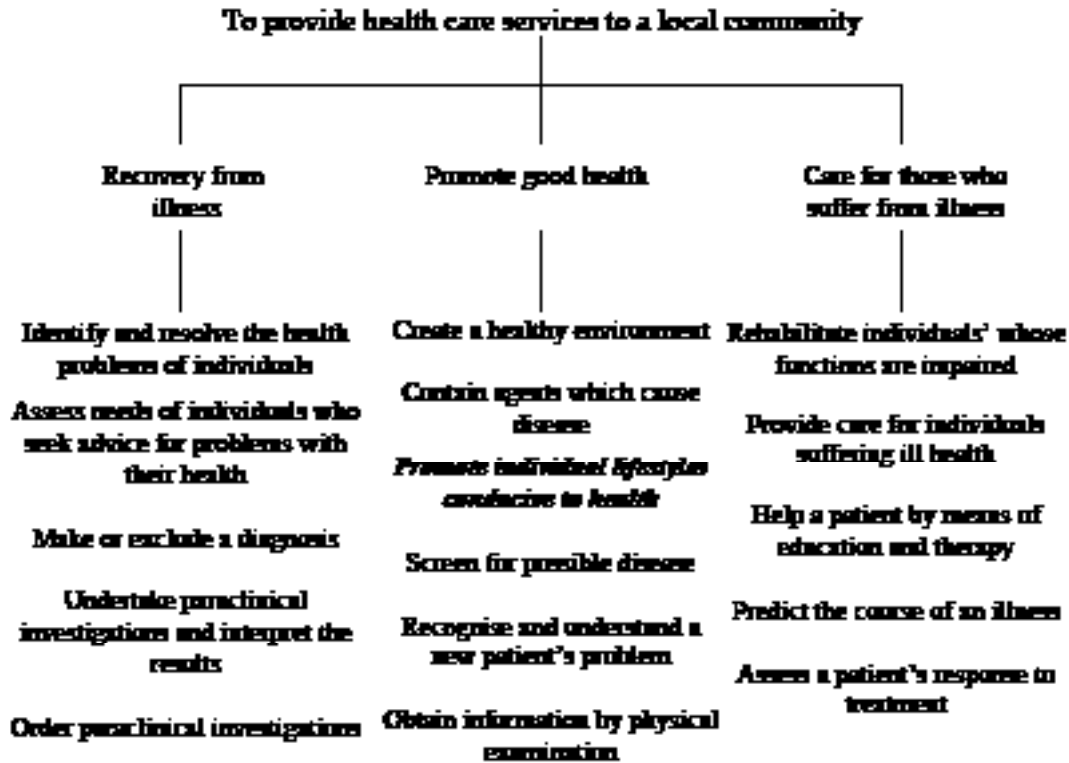 To provide health care services to a local community
Recovery from
illness
Promote good health
Care for those who
suffer from illness
Identify and resolve the health
problems of individuals
Assess needs of individuals who
seek advice for problems with
their health
Make or exclude a diagnosis
Undertake paraclinical
investigations and interpret the
results
Order paraclinical investigations
Create a healthy environment
Contain agents which cause
disease
Promote individual lifestyles
conducive to health
Screen for possible disease
Recognise and understand a
new patient's problem
Obtain information by physical
examination
Rehabilitate individuals' whose
functions are impaired
Provide care for individuals
suffering ill health
Help a patient by means of
education and therapy
Predict the course of an illness
Assess a patient's response to
treatment